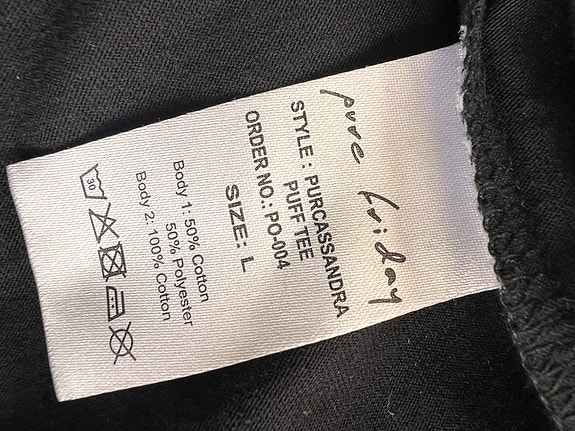 pure friday
STYLE : PURCASSANDRA
PUFF TEE
ORDER NO.: PO-004
SIZE: L
Body 1: 50% Cotton
50% Polyester
Body 2: 100% Cotton
30